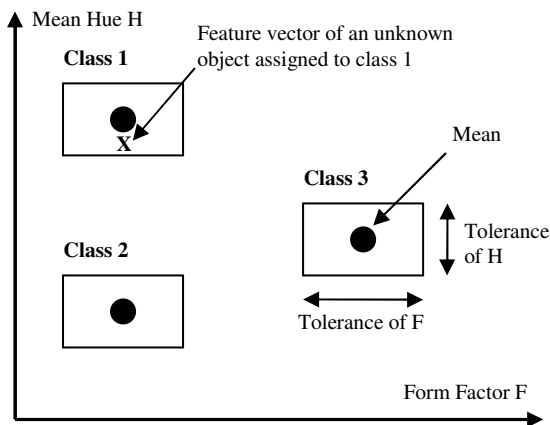 Mean Hue H
Feature vector of an unknown
object assigned to class 1
Class 1
X
Mean
Class 3
Tolerance
of H
Class 2
Tolerance of F
Form Factor F